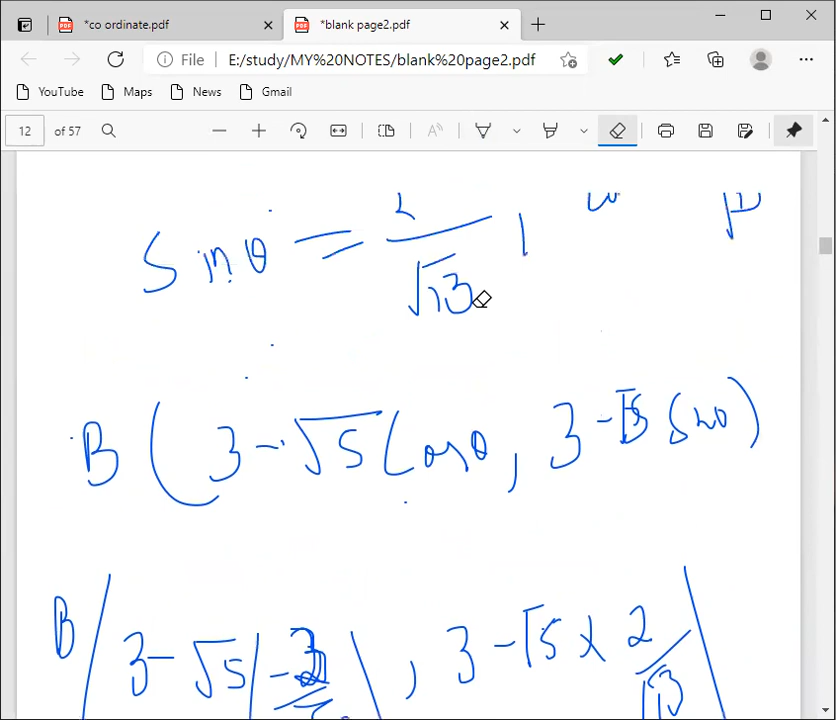 *co ordinate.pdf
*blank page2.pdf
File E:/study/MY%20NOTES/blank%20page2.pdf
YouTube Maps News Gmail
12 of 57
Sinθ = 2/√13
B (3-√5 Cosθ, 3-√5 Sinθ)
B 3-√5 , 3-√5 × 2/√13